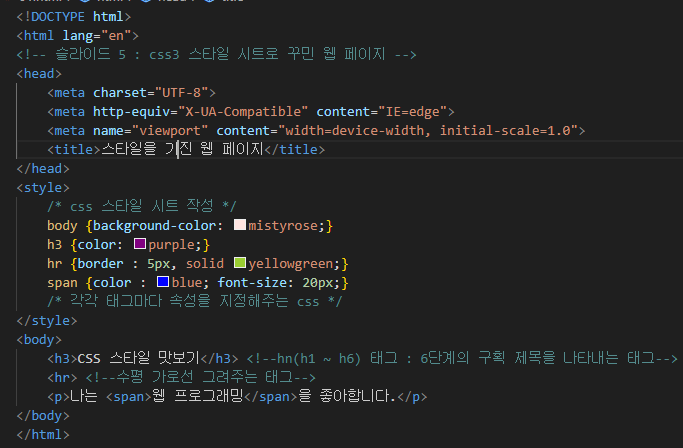 <!DOCTYPE html>
<html lang="en">
<!-- 슬라이드 5 : css3 스타일 시트로 꾸민 웹 페이지 -->
<head>
    <meta charset="UTF-8">
    <meta http-equiv="X-UA-Compatible" content="IE=edge">
    <meta name="viewport" content="width=device-width, initial-scale=1.0">
    <title>스타일을 가진 웹 페이지</title>
</head>
<style>
    /* css 스타일 시트 작성 */
    body {background-color: mistyrose;}
    h3 {color: purple;}
    hr {border : 5px, solid yellowgreen;}
    span {color : blue; font-size: 20px;}
    /* 각각 태그마다 속성을 지정해주는 css */
</style>
<body>
    <h3>CSS 스타일 맛보기</h3> <!--hn(h1 ~ h6) 태그 : 6단계의 구획 제목을 나타내는 태그-->
    <hr> <!--수평 가로선 그려주는 태그-->
    <p>나는 <span>웹 프로그래밍</span>을 좋아합니다.</p>
</body>
</html>